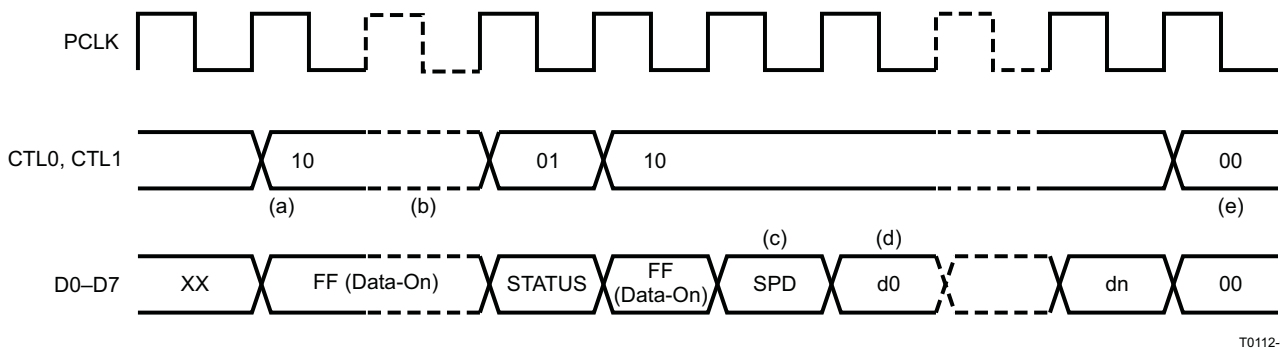 PCLK
CTL0, CTL1
10
01
10
00
(a)
(b)
(e)
(c)
(d)
D0–D7
XX
FF (Data-On)
STATUS
FF
(Data-On)
SPD
d0
dn
00
T0112-